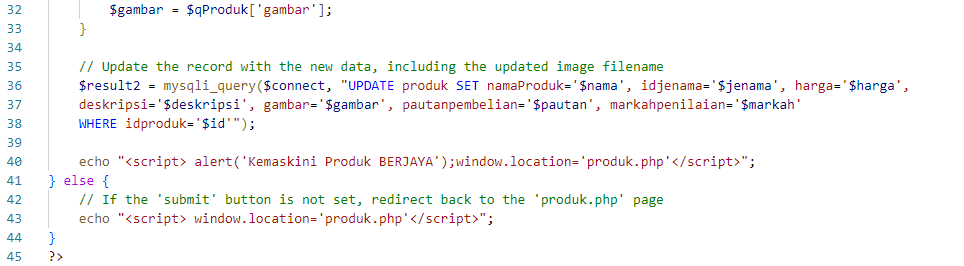 32 $gambar = $qProduk['gambar'];
33 }
34
35 // Update the record with the new data, including the updated image filename
36 $result2 = mysqli_query($connect, "UPDATE produk SET namaProduk='$nama', idjenama='$jenama', harga='$harga',
37 deskripsi='$deskripsi', gambar='$gambar', pautanpembelian='$pautan', markahpenilaian='$markah'
38 WHERE idproduk='$id'");
39
40 echo "<script> alert('Kemaskini Produk BERJAYA');window.location='produk.php'</script>";
41 } else {
42 // If the 'submit' button is not set, redirect back to the 'produk.php' page
43 echo "<script> window.location='produk.php'</script>";
44 }
45 ?>